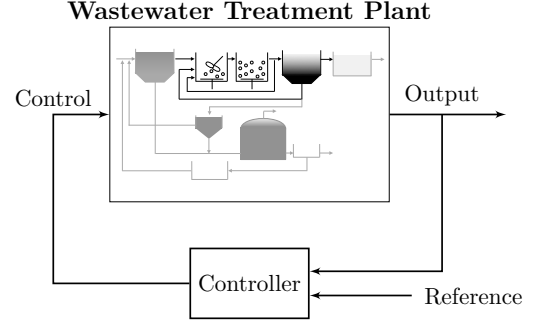 Wastewater Treatment Plant
Control
Output
Controller
Reference